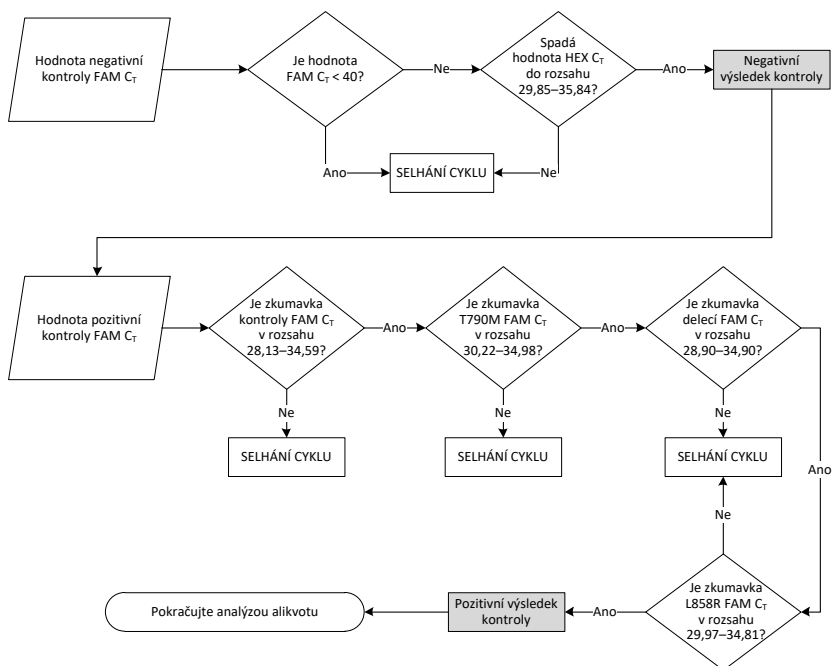 Hodnota negativní
kontroly FAM CT
Je hodnota
FAM CT < 40?
Ne
Spadá
hodnota HEX CT
do rozsahu
29,85–35,84?
Ano
Negativní
výsledek kontroly
Ano
SELHÁNÍ CYKLU
Ne
Hodnota pozitivní
kontroly FAM CT
Je zkumavka
kontroly FAM CT
v rozsahu
28,13–34,59?
Ano
Je zkumavka
T790M FAM CT
v rozsahu
30,22–34,98?
Ano
Je zkumavka
delecí FAM CT
v rozsahu
28,90–34,90?
Ne
Ne
Ne
SELHÁNÍ CYKLU
SELHÁNÍ CYKLU
SELHÁNÍ CYKLU
Ano
Ne
Je zkumavka
L858R FAM CT
v rozsahu
29,97–34,81?
Ano
Pozitivní výsledek
kontroly
Pokračujte analýzou alikvotu